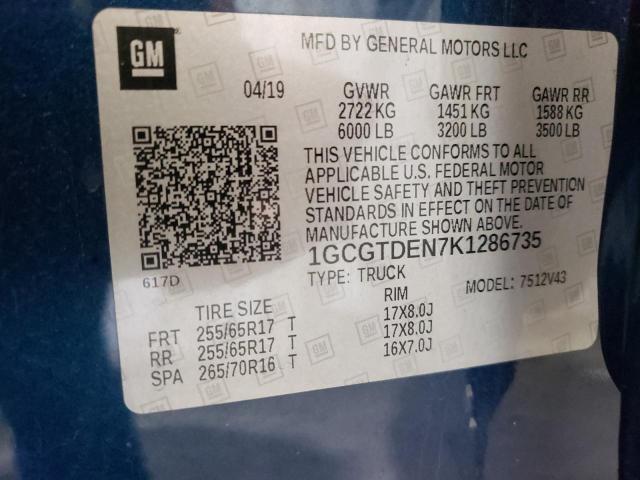 GM
MFD BY GENERAL MOTORS LLC
04/19 GVWR GAWR FRT GAWR RR
2722 KG 1451 KG 1588 KG
6000 LB 3200 LB 3500 LB
THIS VEHICLE CONFORMS TO ALL
APPLICABLE U.S. FEDERAL MOTOR
VEHICLE SAFETY AND THEFT PREVENTION
STANDARDS IN EFFECT ON THE DATE OF
MANUFACTURE SHOWN ABOVE.
1GCGTDEN7K1286735
617D TYPE: TRUCK MODEL: 7512V43
TIRE SIZE RIM
FRT 255/65R17 T 17X8.0J
RR 255/65R17 T 17X8.0J
SPA 265/70R16 T 16X7.0J